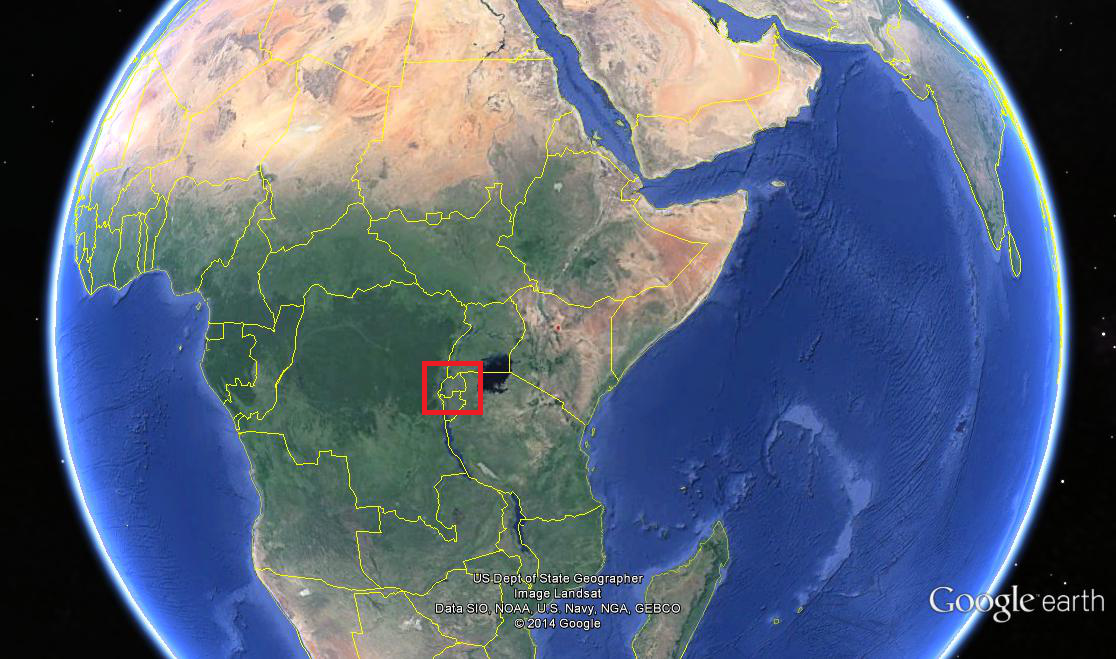 US Dept of State Geographer
Image Landsat
Data SIO, NOAA, U.S. Navy, NGA, GEBCO
© 2014 Google
Google earth